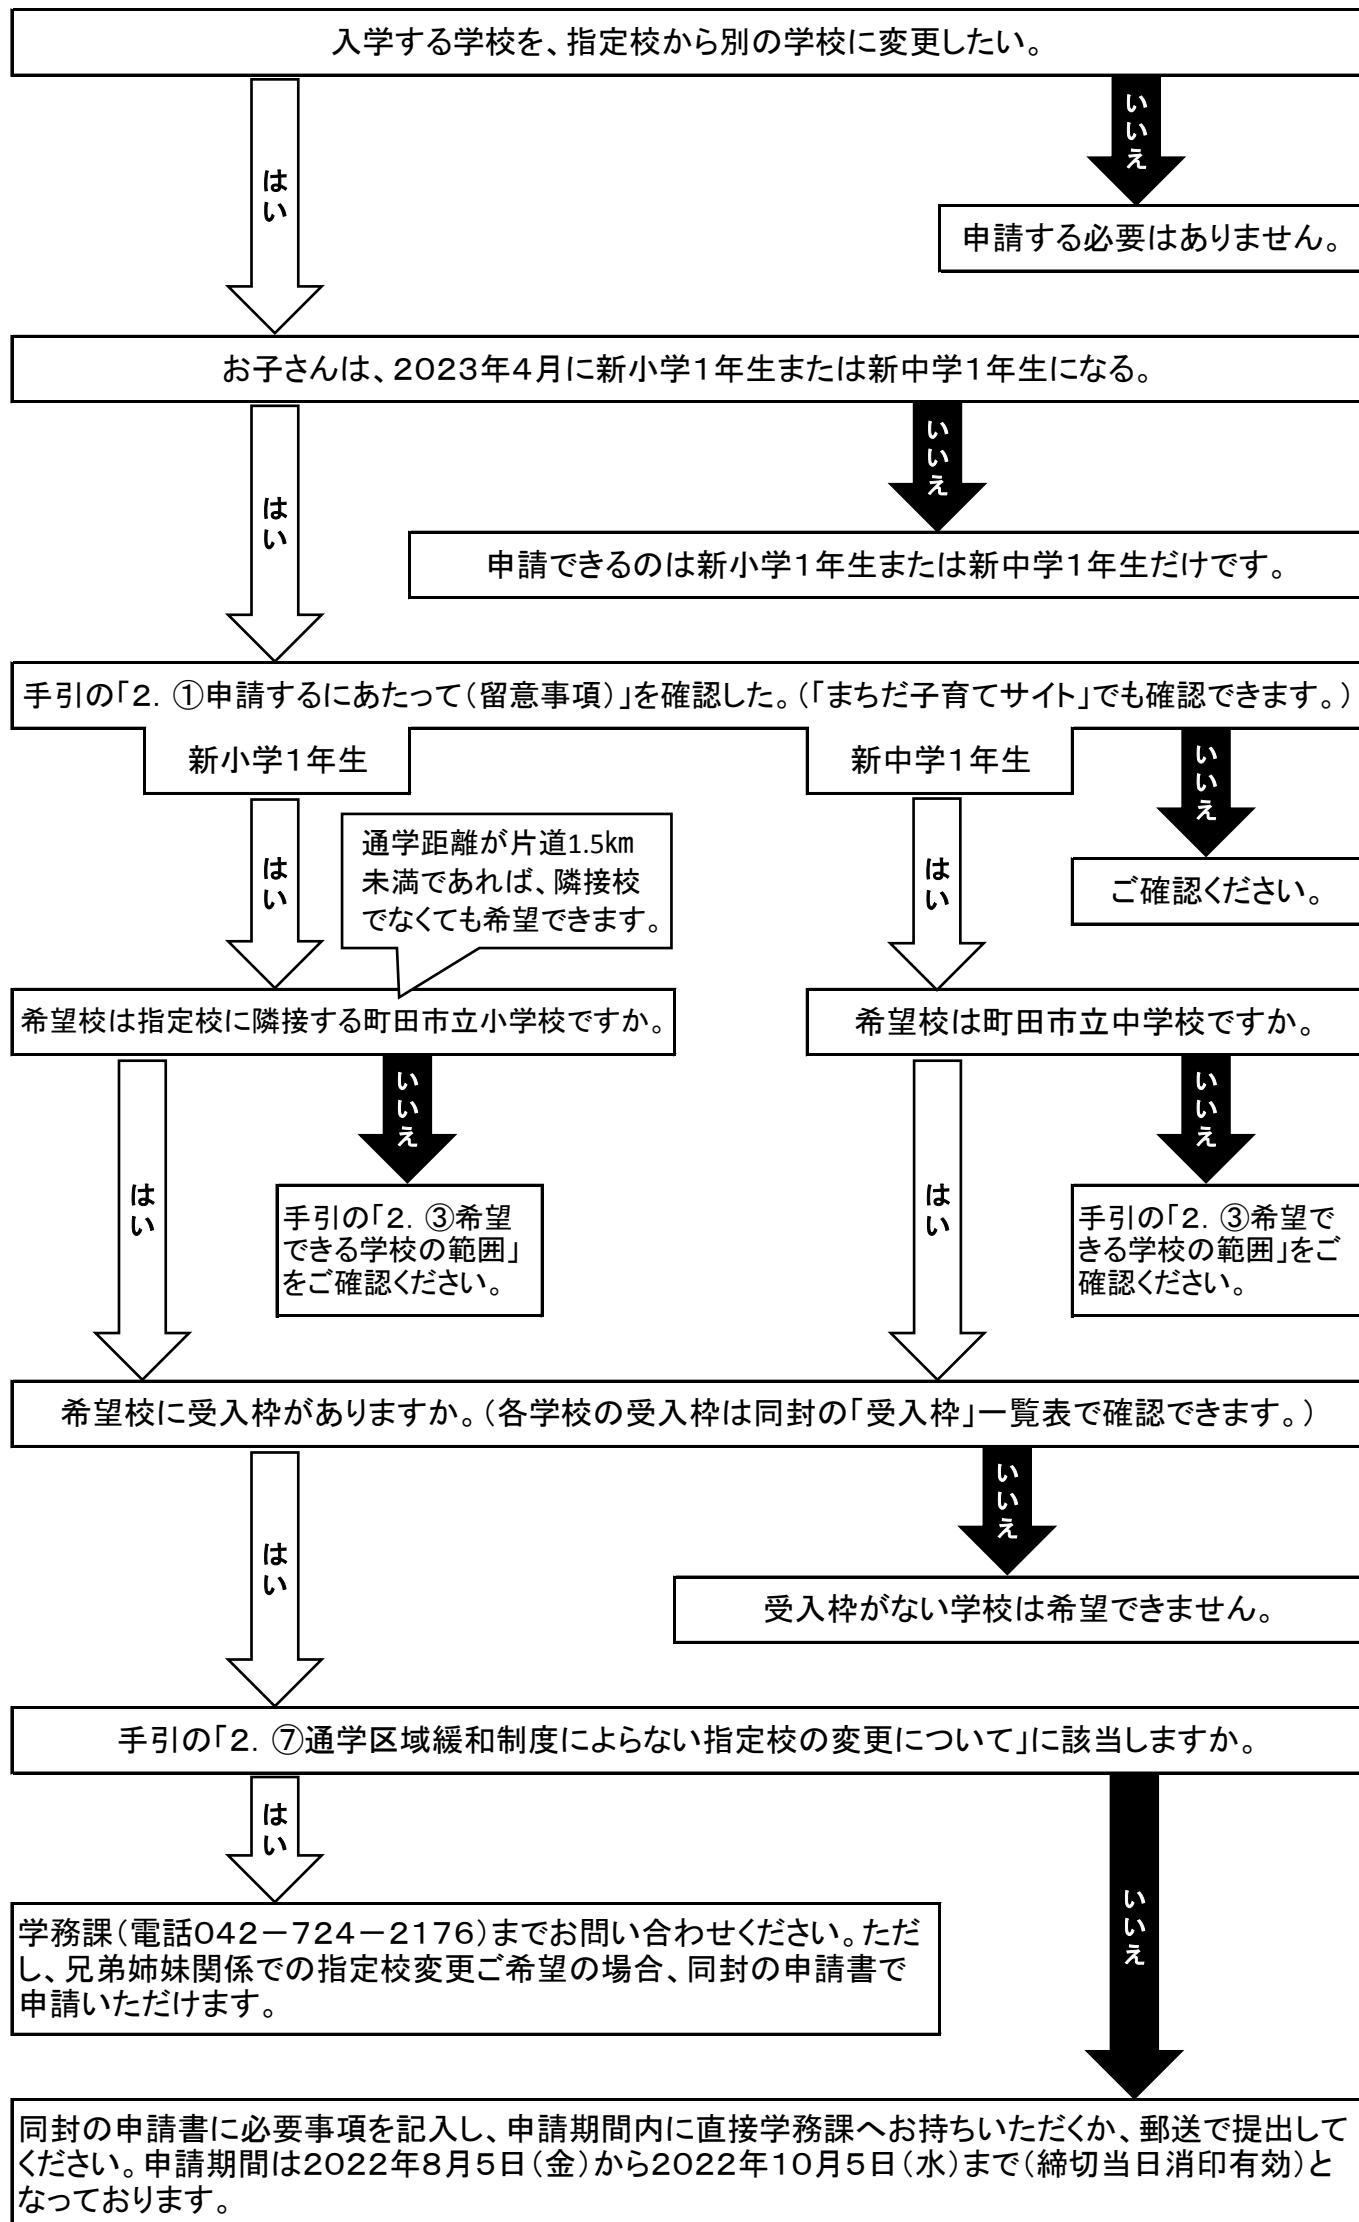 入学する学校を、指定校から別の学校に変更したい。
はい
いいえ
申請する必要はありません。
お子さんは、2023年4月に新小学1年生または新中学1年生になる。
はい
いいえ
申請できるのは新小学1年生または新中学1年生だけです。
手引の「2.①申請するにあたって(留意事項)」を確認した。(「まちだ子育てサイト」でも確認できます。)
新小学1年生
新中学1年生
いいえ
ご確認ください。
はい
通学距離が片道1.5㎞
未満であれば、隣接校
でなくても希望できます。
はい
希望校は指定校に隣接する町田市立小学校ですか。
希望校は町田市立中学校ですか。
はい
いいえ
手引の「2.③希望
できる学校の範囲」
をご確認ください。
はい
いいえ
手引の「2.③希望で
きる学校の範囲」をご
確認ください。
希望校に受入枠がありますか。(各学校の受入枠は同封の「受入枠」一覧表で確認できます。)
はい
いいえ
受入枠がない学校は希望できません。
手引の「2.⑦通学区域緩和制度によらない指定校の変更について」に該当しますか。
はい
いいえ
学務課(電話042-724-2176)までお問い合わせください。ただ
し、兄弟姉妹関係での指定校変更ご希望の場合、同封の申請書で
申請いただけます。
同封の申請書に必要事項を記入し、申請期間内に直接学務課へお持ちいただくか、郵送で提出して
ください。申請期間は2022年8月5日(金)から2022年10月5日(水)まで(締切当日消印有効)と
なっております。